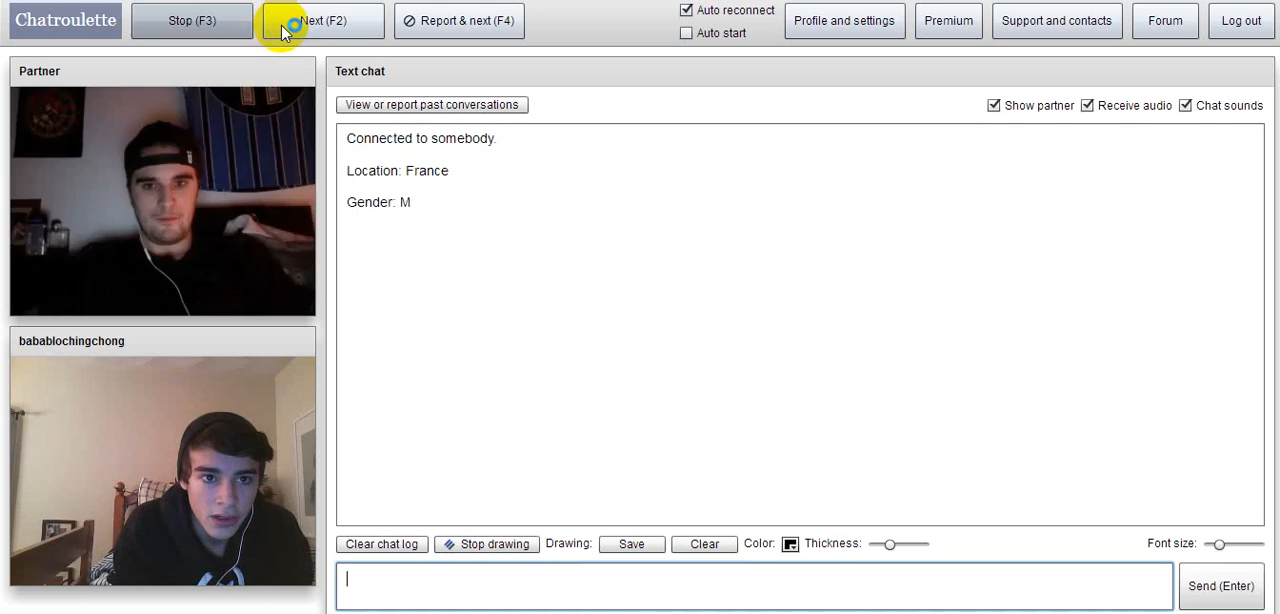 Chatroulette
Stop (F3)
Next (F2)
Report & next (F4)
Auto reconnect
Auto start
Profile and settings
Premium
Support and contacts
Forum
Log out
Partner
Text chat
View or report past conversations
Show partner
Receive audio
Chat sounds
Connected to somebody.
Location: France
Gender: M
babablochingchong
Clear chat log
Stop drawing
Drawing:
Save
Clear
Color:
Thickness:
Font size:
Send (Enter)